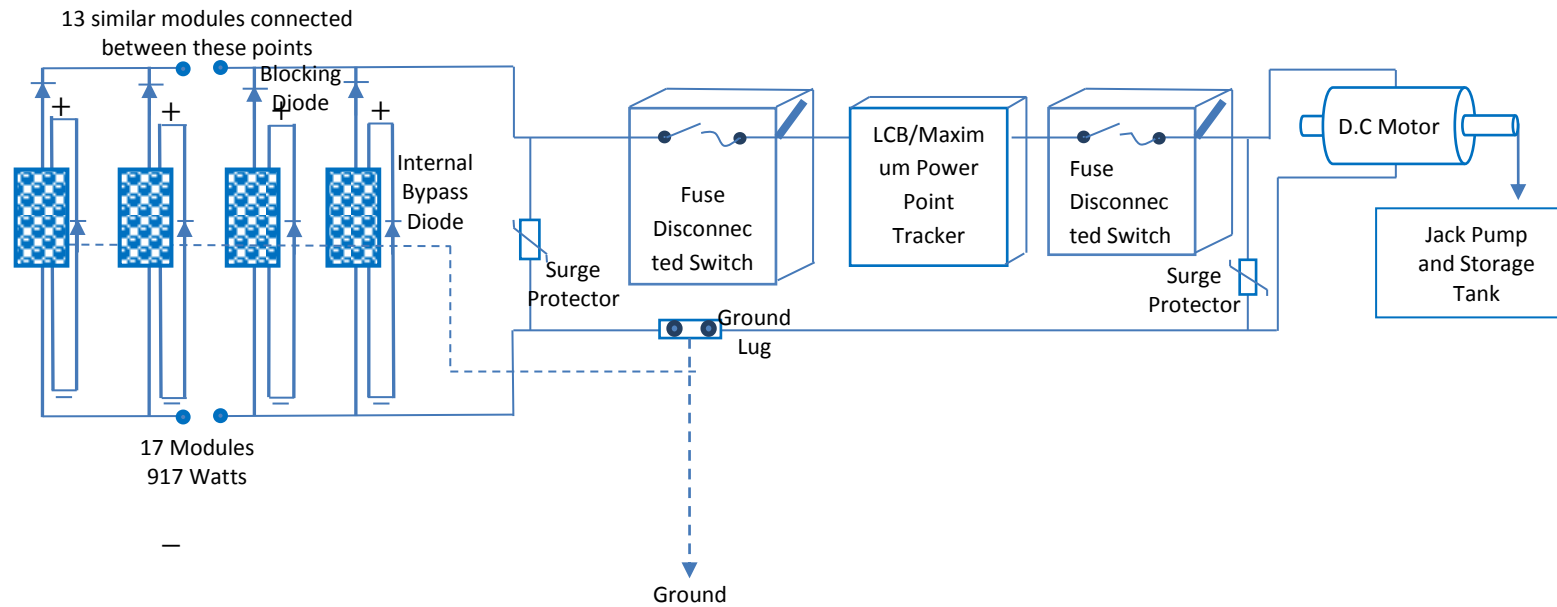 13 similar modules connected
between these points
Blocking
Diode
+
+
+
+
Internal
Bypass
Diode
Surge
Protector
Fuse
Disconnec
ted Switch
LCB/Maxim
um Power
Point
Tracker
Fuse
Disconnec
ted Switch
Surge
Protector
D.C Motor
Jack Pump
and Storage
Tank
Ground
Lug
17 Modules
917 Watts
_
Ground